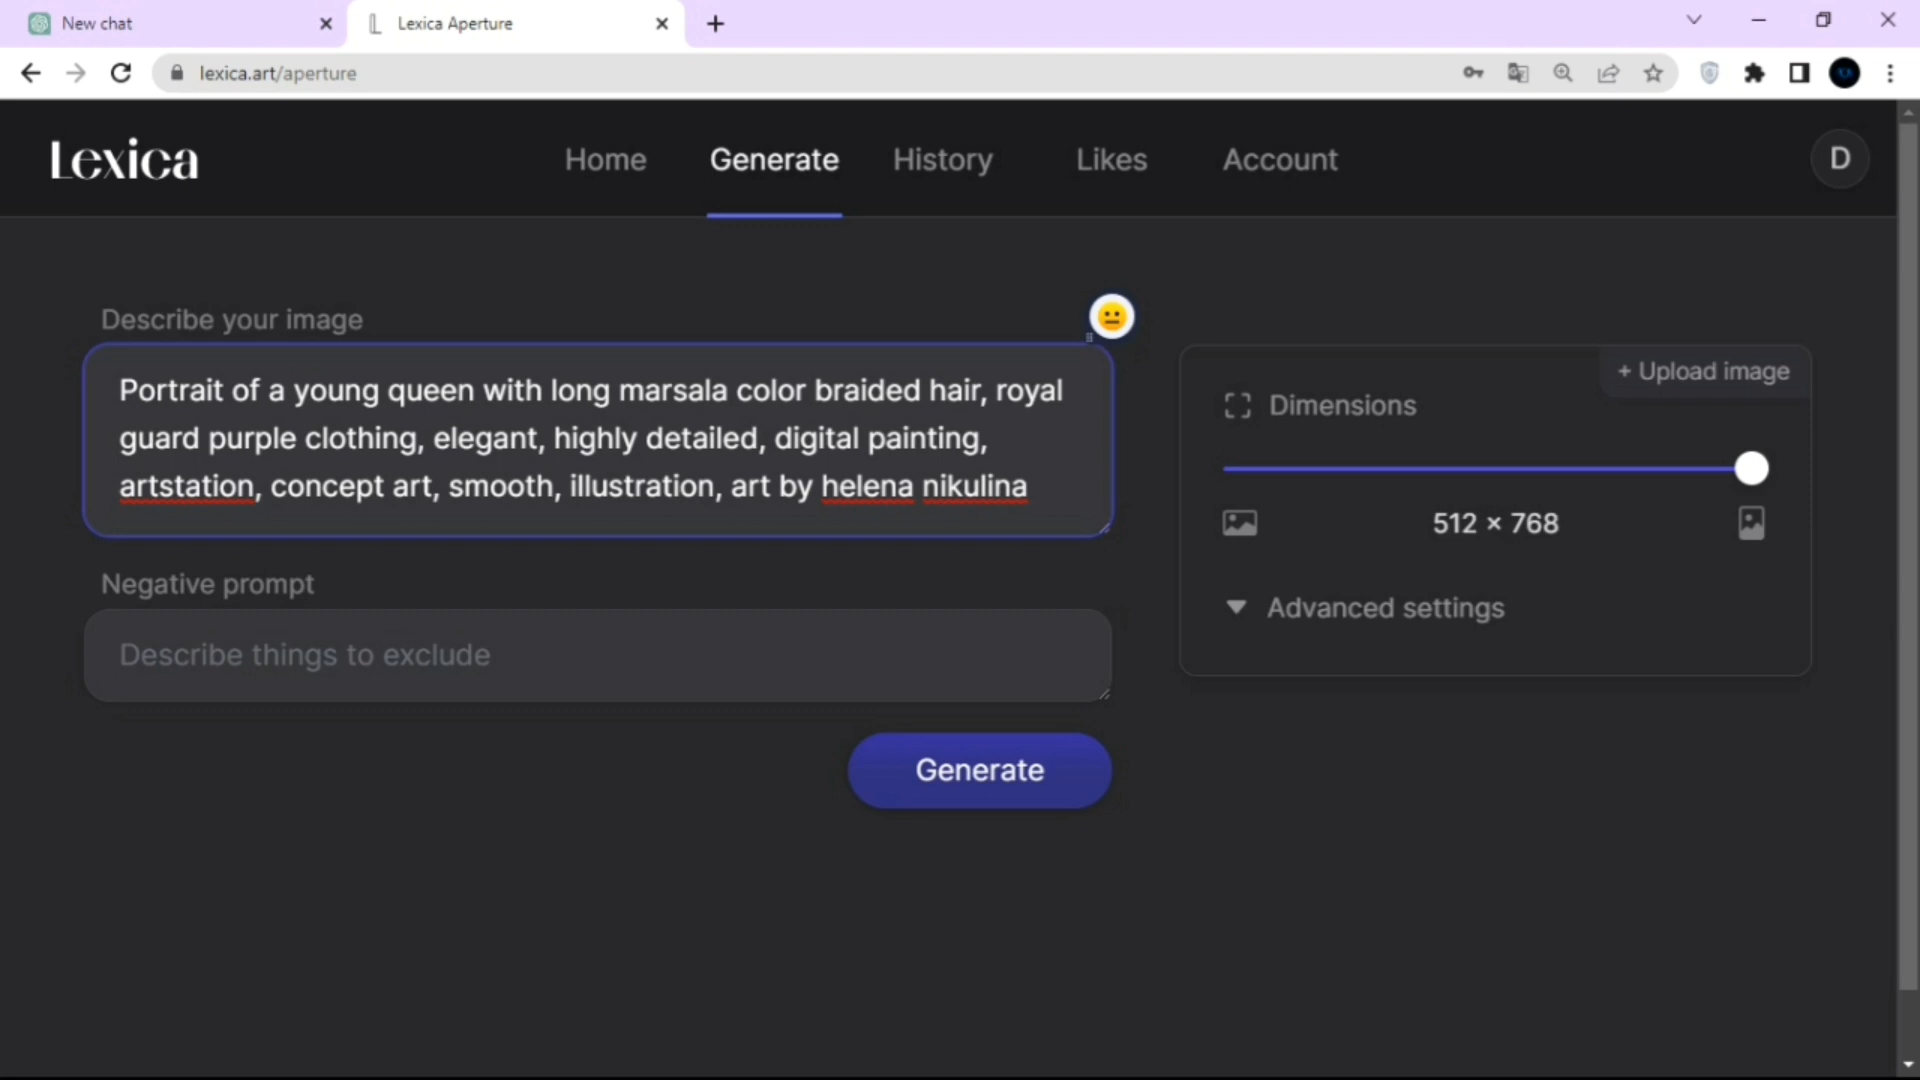 New chat
Lexica Aperture
lexica.art/aperture
Lexica
Home
Generate
History
Likes
Account
D
Describe your image
Portrait of a young queen with long marsala color braided hair, royal
guard purple clothing, elegant, highly detailed, digital painting,
artstation, concept art, smooth, illustration, art by helena nikulina
+ Upload image
Dimensions
512 × 768
Advanced settings
Negative prompt
Describe things to exclude
Generate